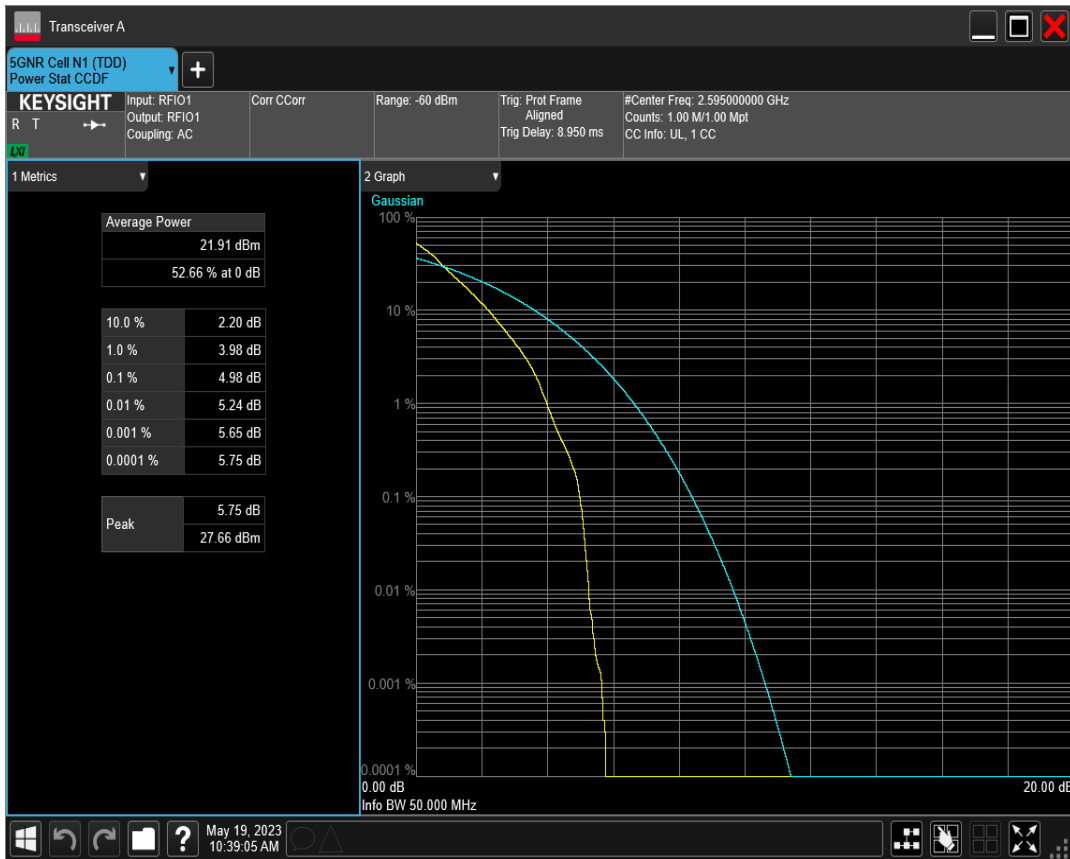 Transceiver A
5GNR Cell N1 (TDD)
Power Stat CCDF
+
KEYSIGHT
R T
LXI
Input: RFIO1
Output: RFIO1
Coupling: AC
Corr CCorr
Range: -60 dBm
Trig: Prot Frame
Aligned
Trig Delay: 8.950 ms
#Center Freq: 2.595000000 GHz
Counts: 1.00 M/1.00 Mpt
CC Info: UL, 1 CC
1 Metrics
Average Power
21.91 dBm
52.66 % at 0 dB
10.0 % 2.20 dB
1.0 % 3.98 dB
0.1 % 4.98 dB
0.01 % 5.24 dB
0.001 % 5.65 dB
0.0001 % 5.75 dB
Peak 5.75 dB
27.66 dBm
2 Graph
Gaussian
100 %
10 %
1 %
0.1 %
0.01 %
0.001 %
0.0001 %
0.00 dB 20.00 dB
Info BW 50.000 MHz
?
May 19, 2023
10:39:05 AM